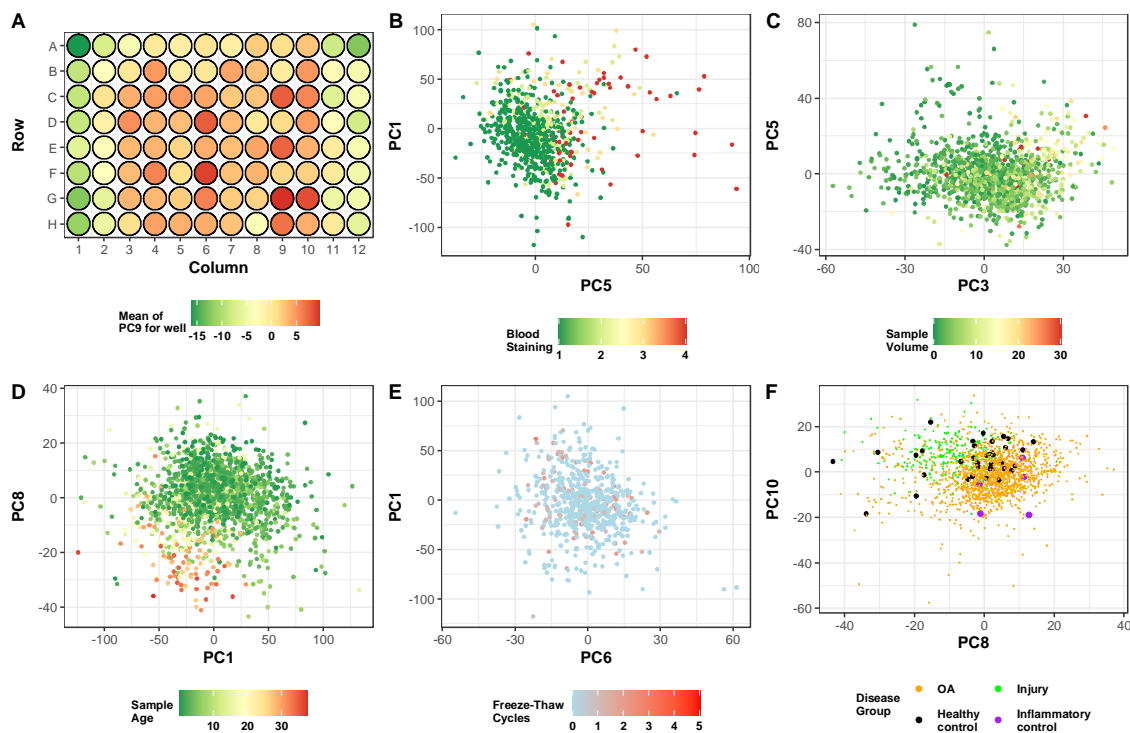 A
Row
A
B
C
D
E
F
G
H
1 2 3 4 5 6 7 8 9 10 11 12
Column
Mean of
PC9 for well
-15 -10 -5 0 5
B
PC1
100
50
0
-50
-100
0 50 100
PC5
Blood
Staining
1 2 3 4
C
PC5
80
40
0
-40
-60 -30 0 30
PC3
Sample
Volume
0 10 20 30
D
PC8
40
20
0
-20
-40
-100 -50 0 50 100
PC1
Sample
Age
10 20 30
E
PC1
100
50
0
-50
-100
-60 -30 0 30 60
PC6
Freeze-Thaw
Cycles
0 1 2 3 4 5
F
PC10
20
0
-20
-40
-60
-40 -20 0 20 40
PC8
Disease
Group
OA
Injury
Healthy
control
Inflammatory
control